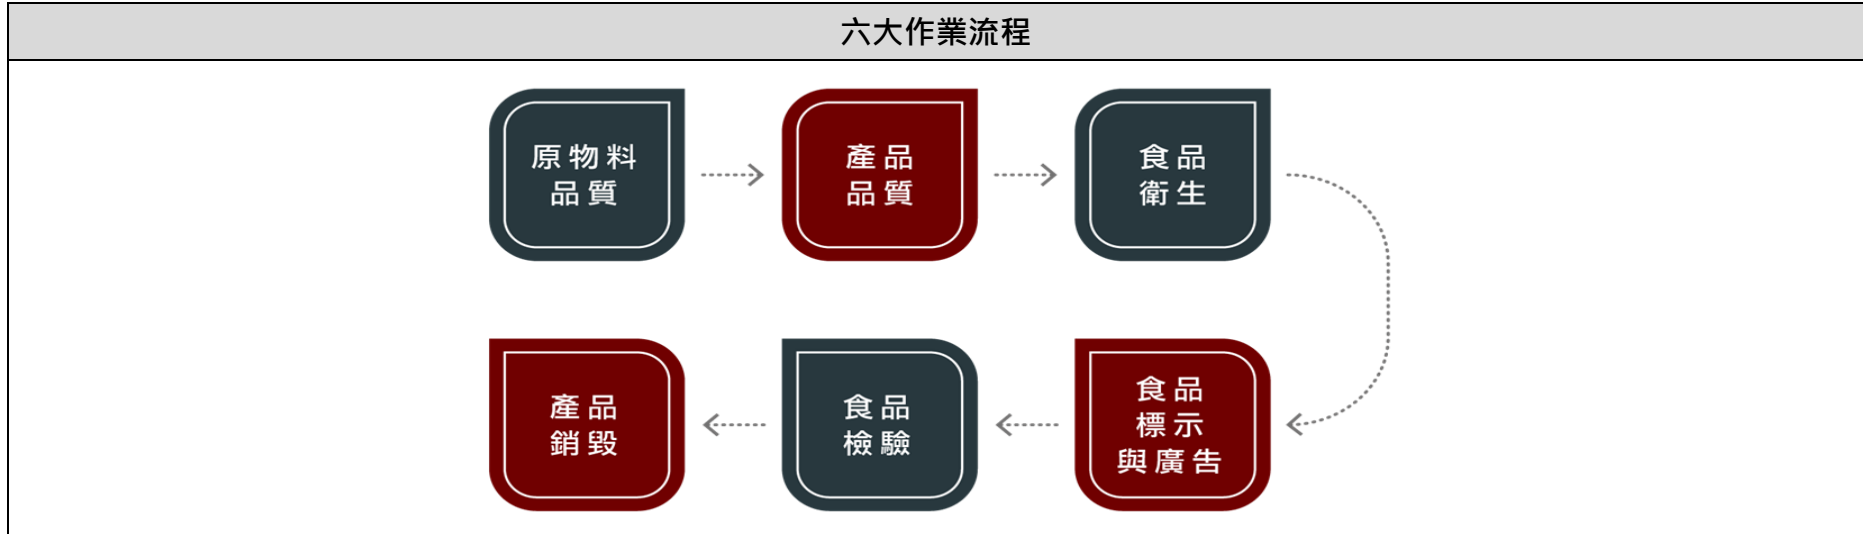 六大作業流程
原物料
品質
產品
品質
食品
衛生
食品
標示
與廣告
食品
檢驗
產品
銷毀